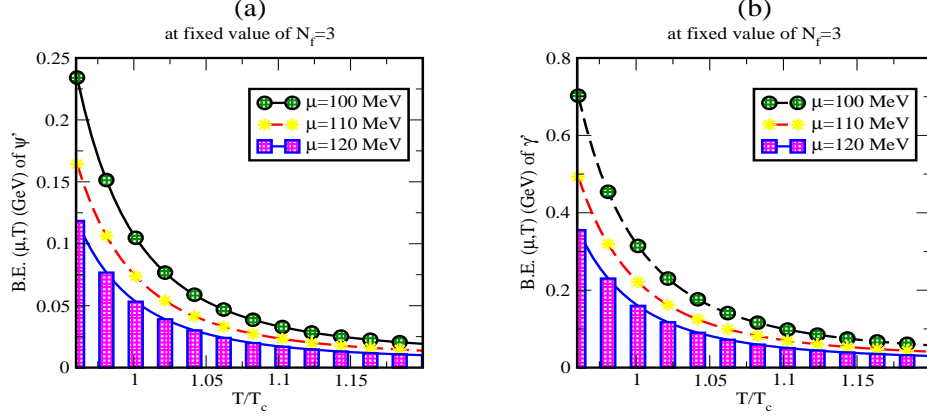 (a)
at fixed value of N_f=3
B.E. (μ,T) (GeV) of ψ'
0.25
0.2
0.15
0.1
0.05
0
μ=100 MeV
μ=110 MeV
μ=120 MeV
1
1.05
1.1
1.15
T/T_c
(b)
at fixed value of N_f=3
B.E. (μ,T) (GeV) of γ'
0.8
0.6
0.4
0.2
0
μ=100 MeV
μ=110 MeV
μ=120 MeV
1
1.05
1.1
1.15
T/T_c